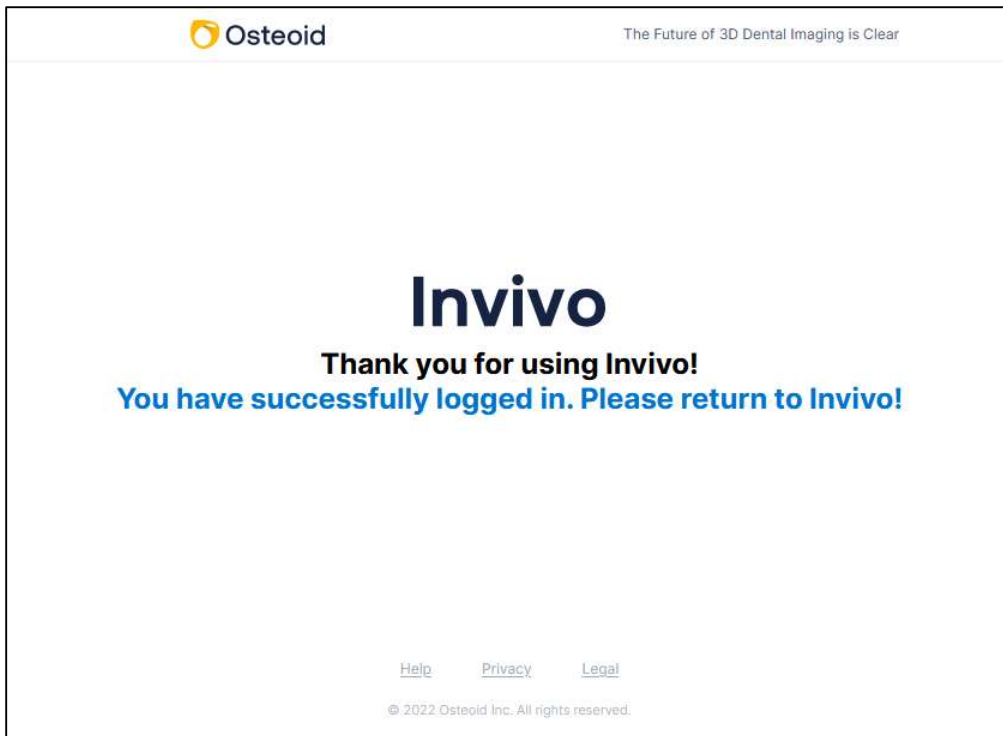 Osteoid
The Future of 3D Dental Imaging is Clear
Invivo
Thank you for using Invivo!
You have successfully logged in. Please return to Invivo!
Help Privacy Legal
© 2022 Osteoid Inc. All rights reserved.